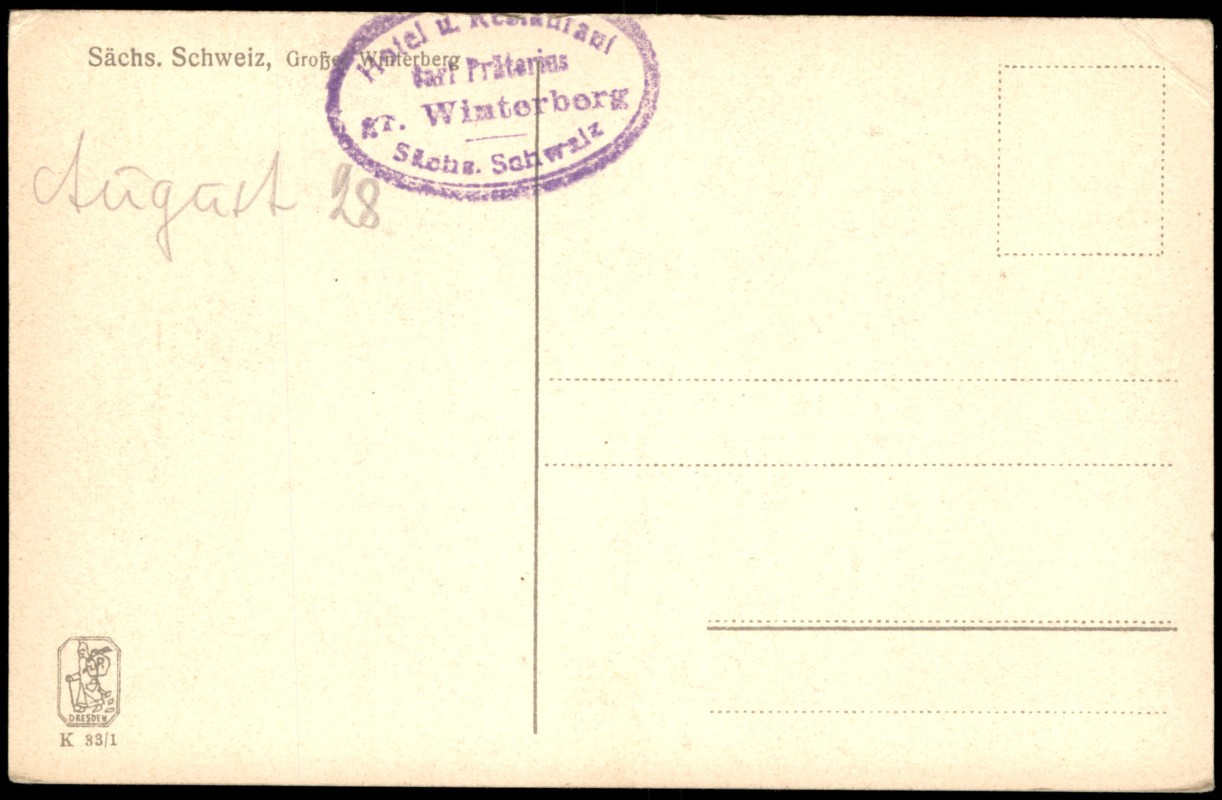 Sächs. Schweiz, Großer Winterberg
Hotel u. Restaurant
Carl Prätorius
gr. Winterberg
Sächs. Schweiz
August 28
DRESDEN
K 33/1